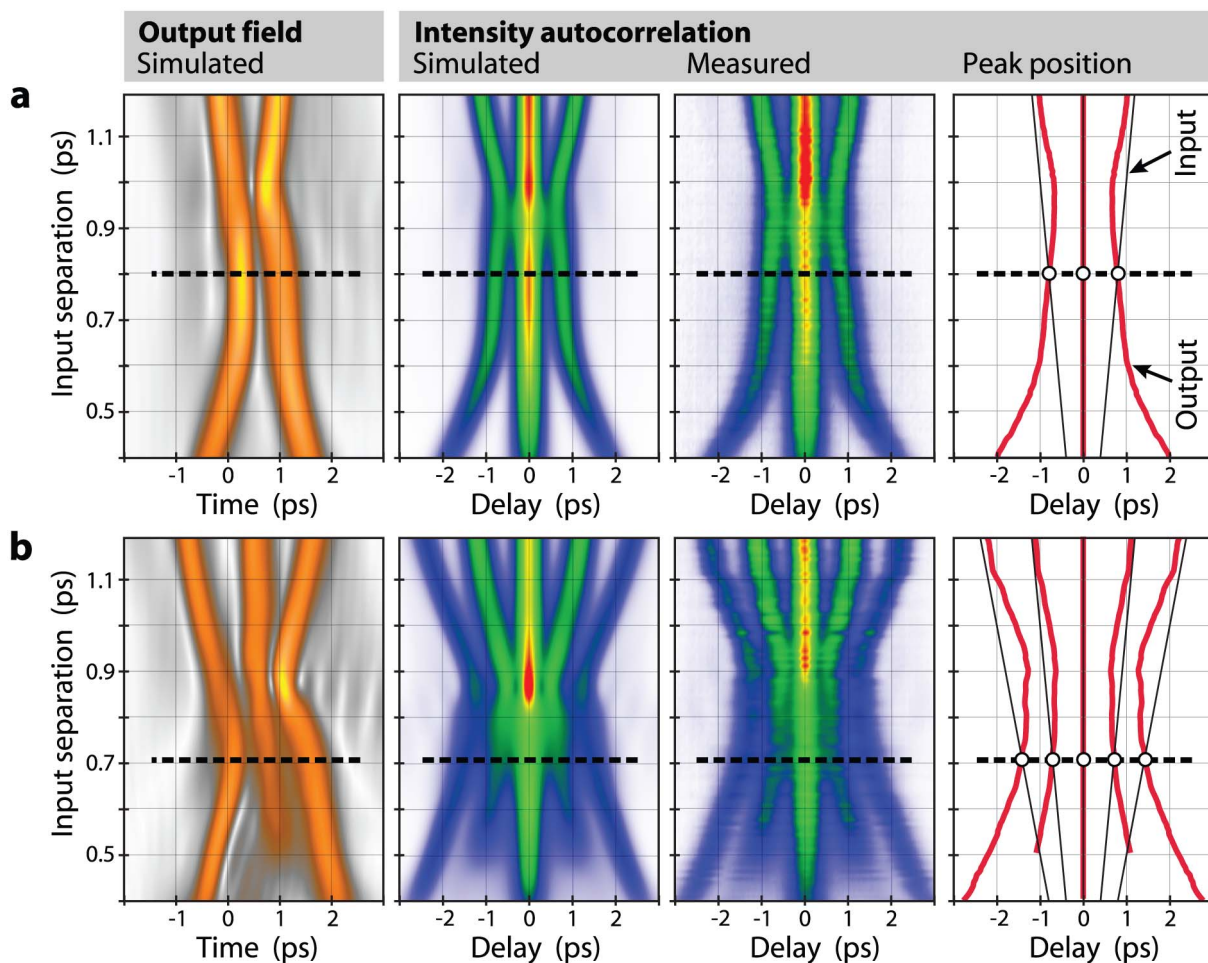 Output field
Simulated
Intensity autocorrelation
Simulated
Measured
Peak position
a
Input separation (ps)
1.1
0.9
0.7
0.5
Input
Output
-1 0 1 2
Time (ps)
-2 -1 0 1 2
Delay (ps)
-2 -1 0 1 2
Delay (ps)
-2 -1 0 1 2
Delay (ps)
b
Input separation (ps)
1.1
0.9
0.7
0.5
-1 0 1 2
Time (ps)
-2 -1 0 1 2
Delay (ps)
-2 -1 0 1 2
Delay (ps)
-2 -1 0 1 2
Delay (ps)